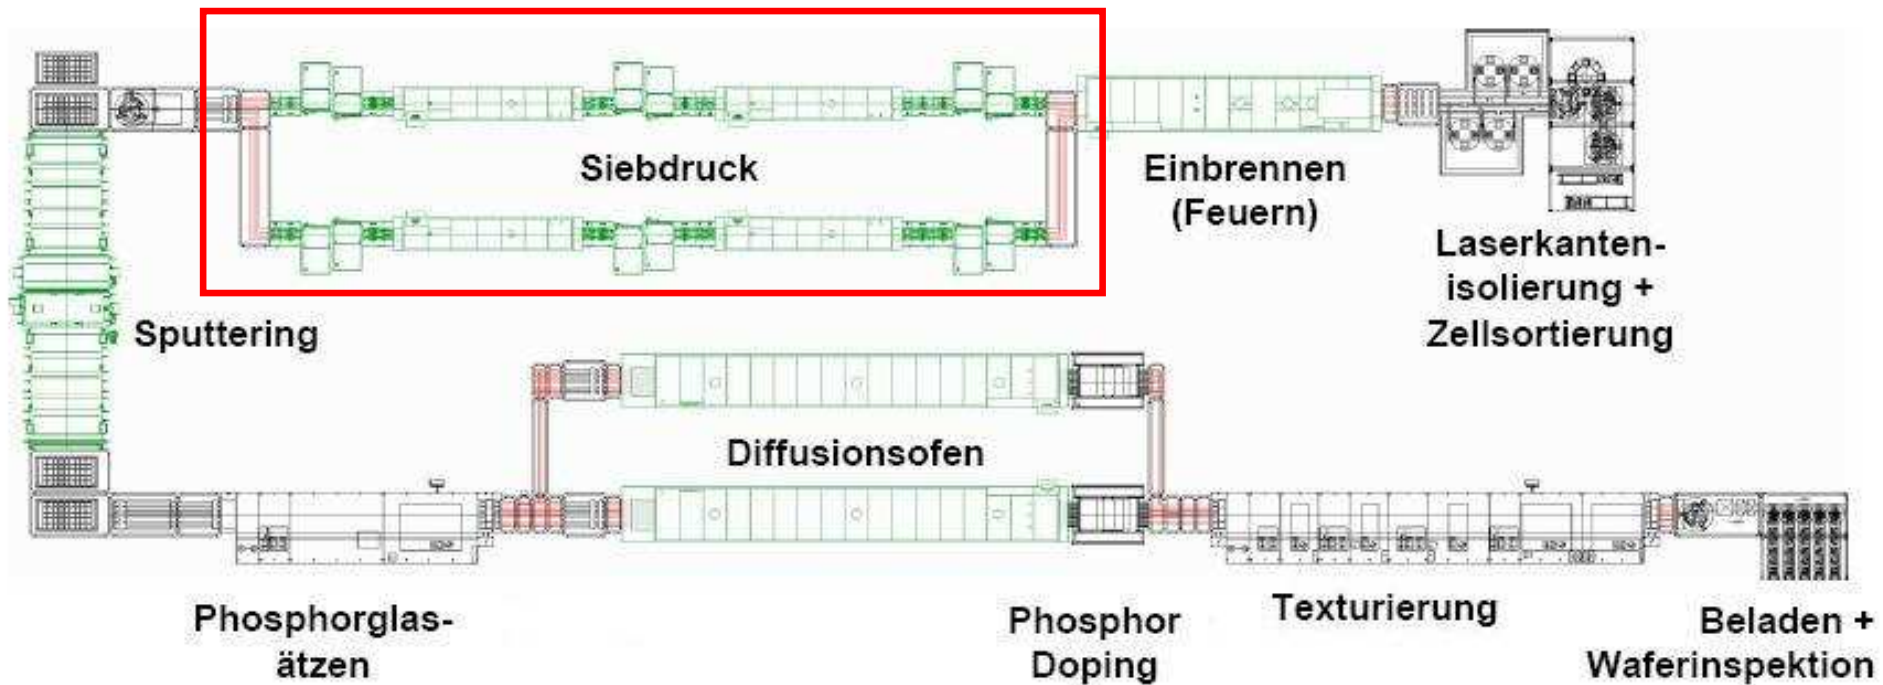 Siebdruck
Einbrennen
(Feuern)
Laserkanten-
isolierung +
Zellsortierung
Sputtering
Diffusionsofen
Phosphorglas-
ätzen
Phosphor
Doping
Texturierung
Beladen +
Waferinspektion